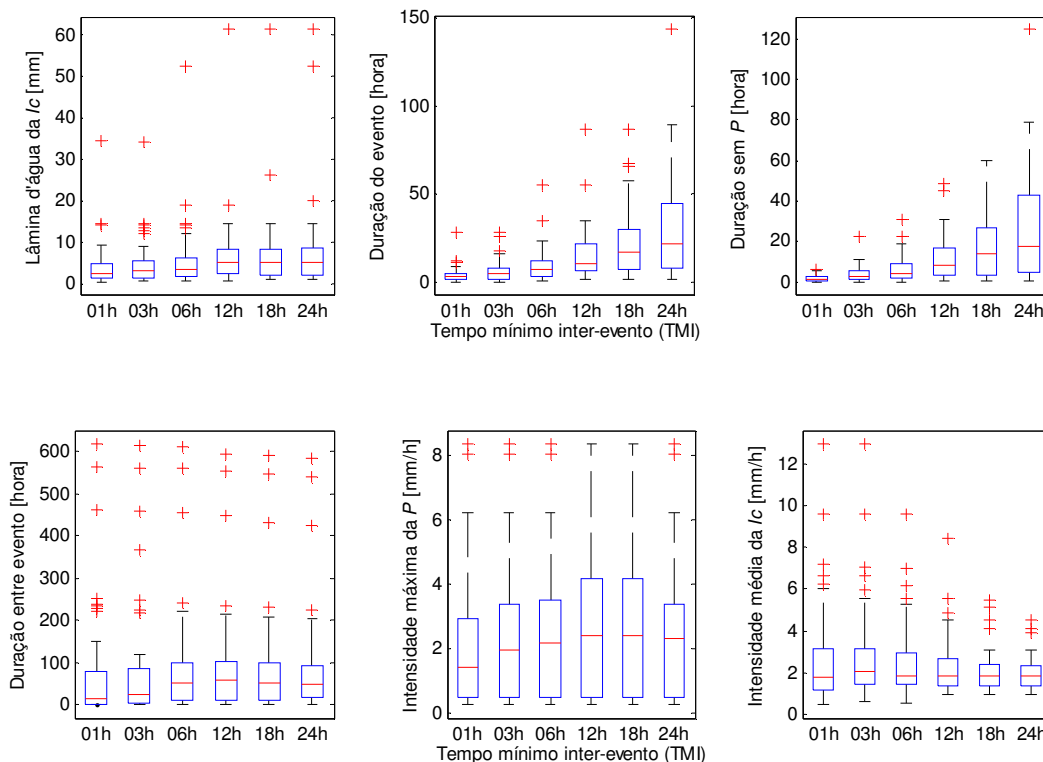 Lâmina d'água da Ic [mm]
60
50
40
30
20
10
0
01h 03h 06h 12h 18h 24h
Duração do evento [hora]
150
100
50
0
01h 03h 06h 12h 18h 24h
Tempo mínimo inter-evento (TMI)
Duração sem P [hora]
120
100
80
60
40
20
0
01h 03h 06h 12h 18h 24h
Duração entre evento [hora]
600
500
400
300
200
100
0
01h 03h 06h 12h 18h 24h
Intensidade máxima da P [mm/h]
8
6
4
2
0
01h 03h 06h 12h 18h 24h
Tempo mínimo inter-evento (TMI)
Intensidade média da Ic [mm/h]
12
10
8
6
4
2
0
01h 03h 06h 12h 18h 24h